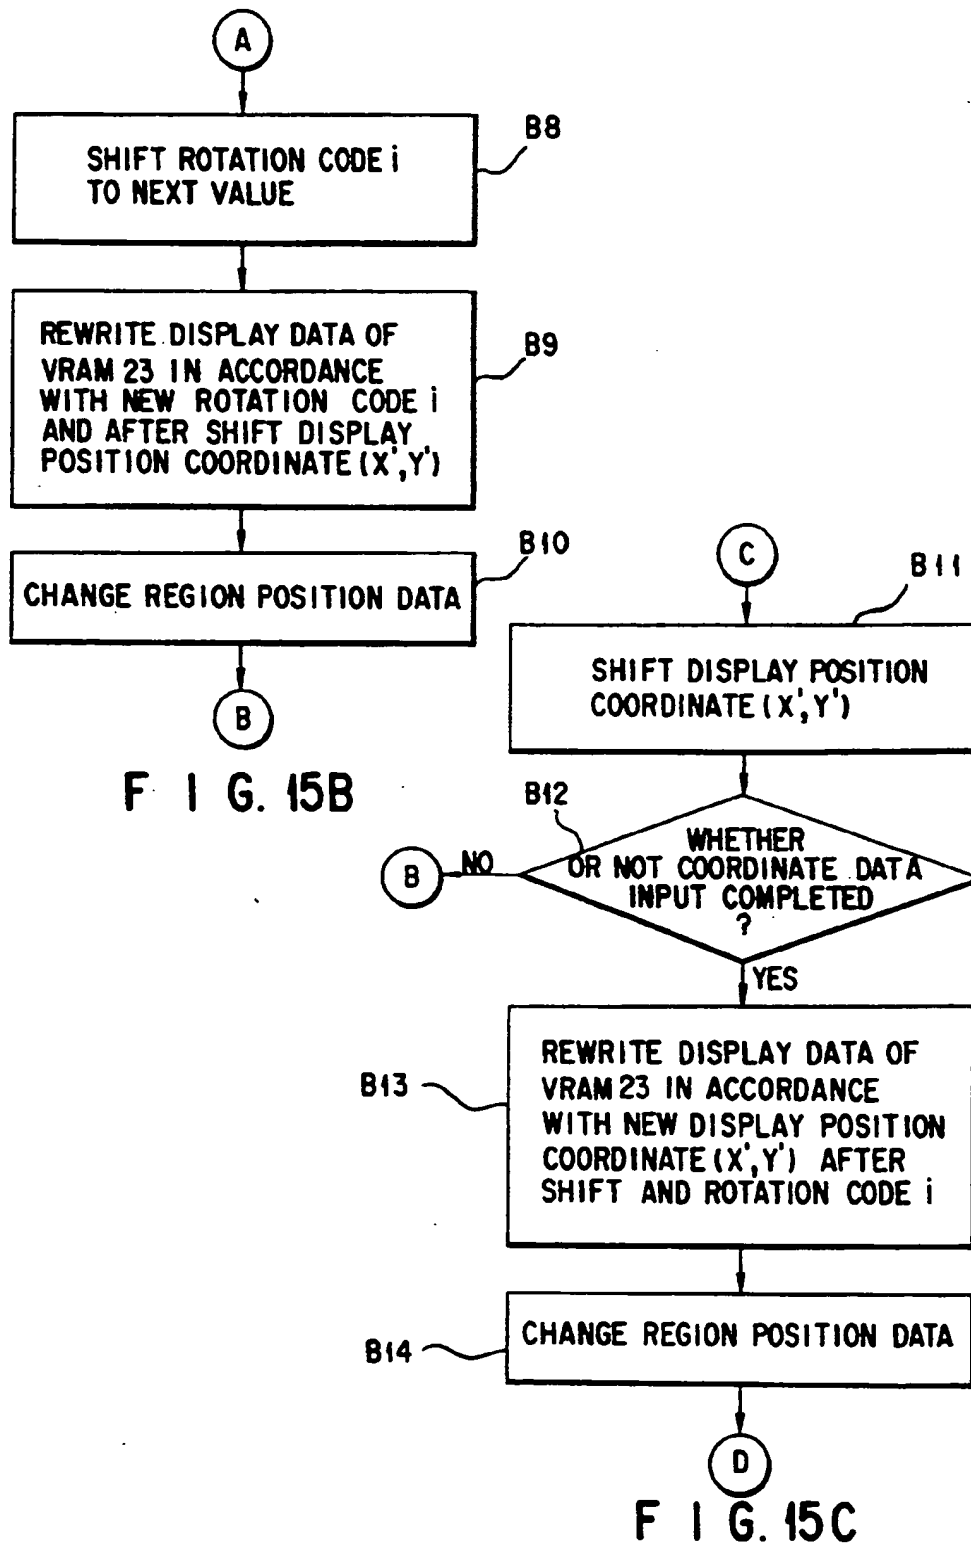 A
B8
SHIFT ROTATION CODE i
TO NEXT VALUE
B9
REWRITE DISPLAY DATA OF
VRAM 23 IN ACCORDANCE
WITH NEW ROTATION CODE i
AND AFTER SHIFT DISPLAY
POSITION COORDINATE (X',Y')
B10
CHANGE REGION POSITION DATA
B
FIG. 15B
C
B11
SHIFT DISPLAY POSITION
COORDINATE (X',Y')
B12
WHETHER
OR NOT COORDINATE DATA
INPUT COMPLETED
?
NO
B
YES
B13
REWRITE DISPLAY DATA OF
VRAM 23 IN ACCORDANCE
WITH NEW DISPLAY POSITION
COORDINATE (X',Y') AFTER
SHIFT AND ROTATION CODE i
B14
CHANGE REGION POSITION DATA
D
FIG. 15C